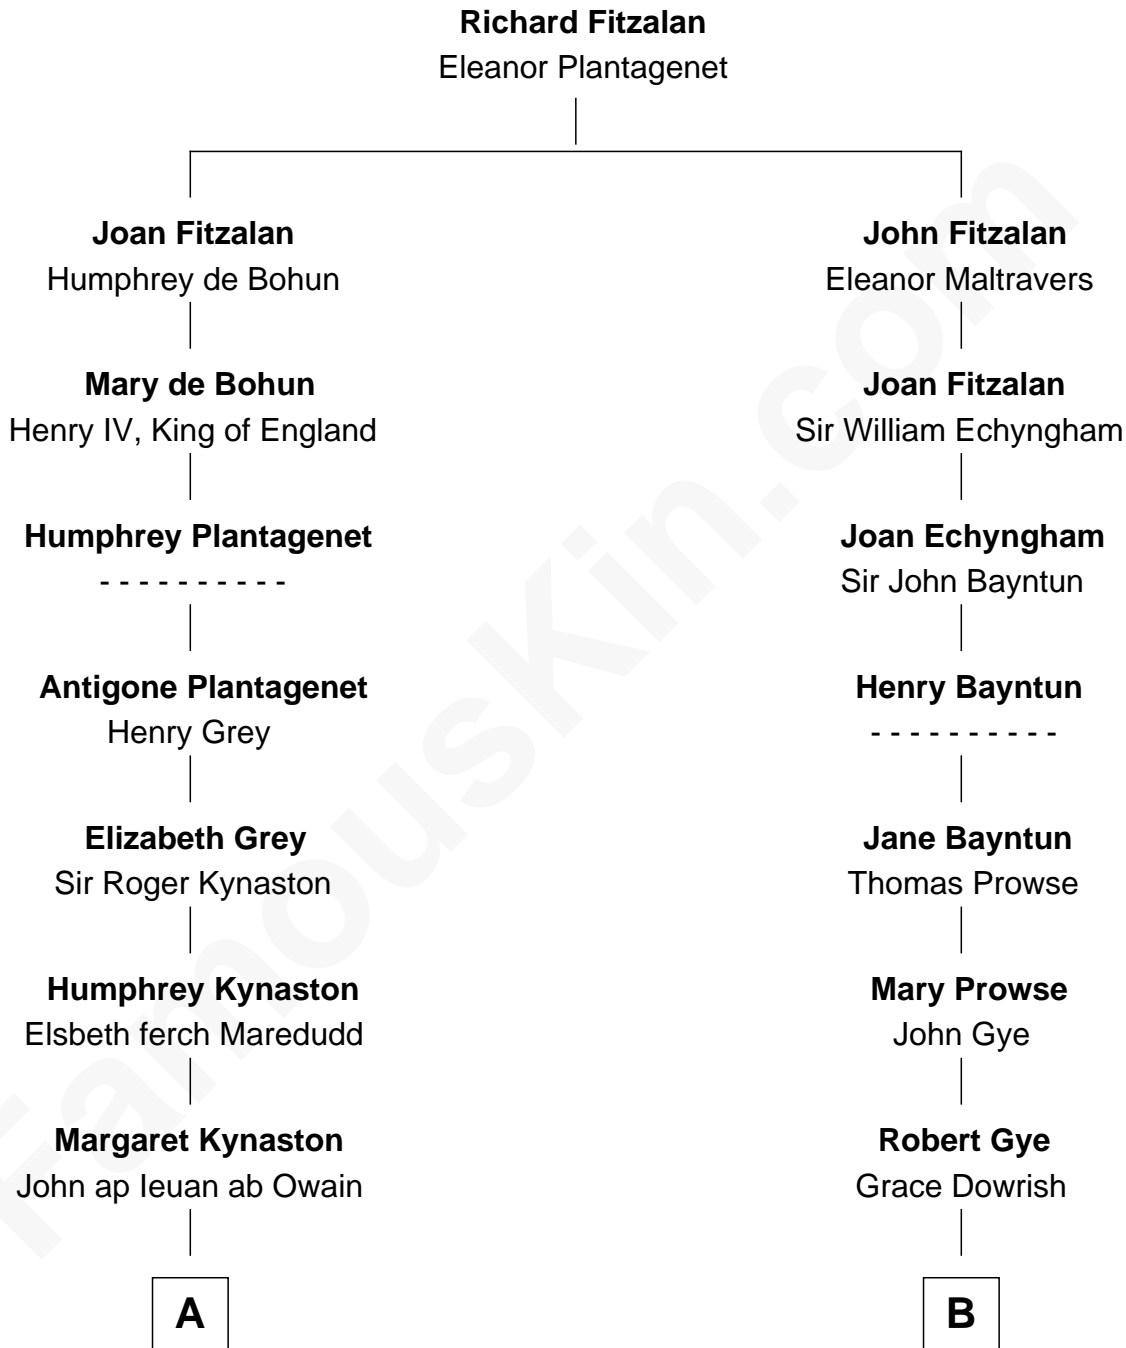 Richard Fitzalan
Eleanor Plantagenet
Joan Fitzalan
Humphrey de Bohun
John Fitzalan
Eleanor Maltravers
Mary de Bohun
Henry IV, King of England
Joan Fitzalan
Sir William Echyngham
Humphrey Plantagenet
- - - - - - - - - -
Joan Echyngham
Sir John Bayntun
Antigone Plantagenet
Henry Grey
Henry Bayntun
- - - - - - - - - -
Elizabeth Grey
Sir Roger Kynaston
Jane Bayntun
Thomas Prowse
Humphrey Kynaston
Elsbeth ferch Maredudd
Mary Prowse
John Gye
Margaret Kynaston
John ap Ieuan ab Owain
Robert Gye
Grace Dowrish
A
B
FamousKin.com